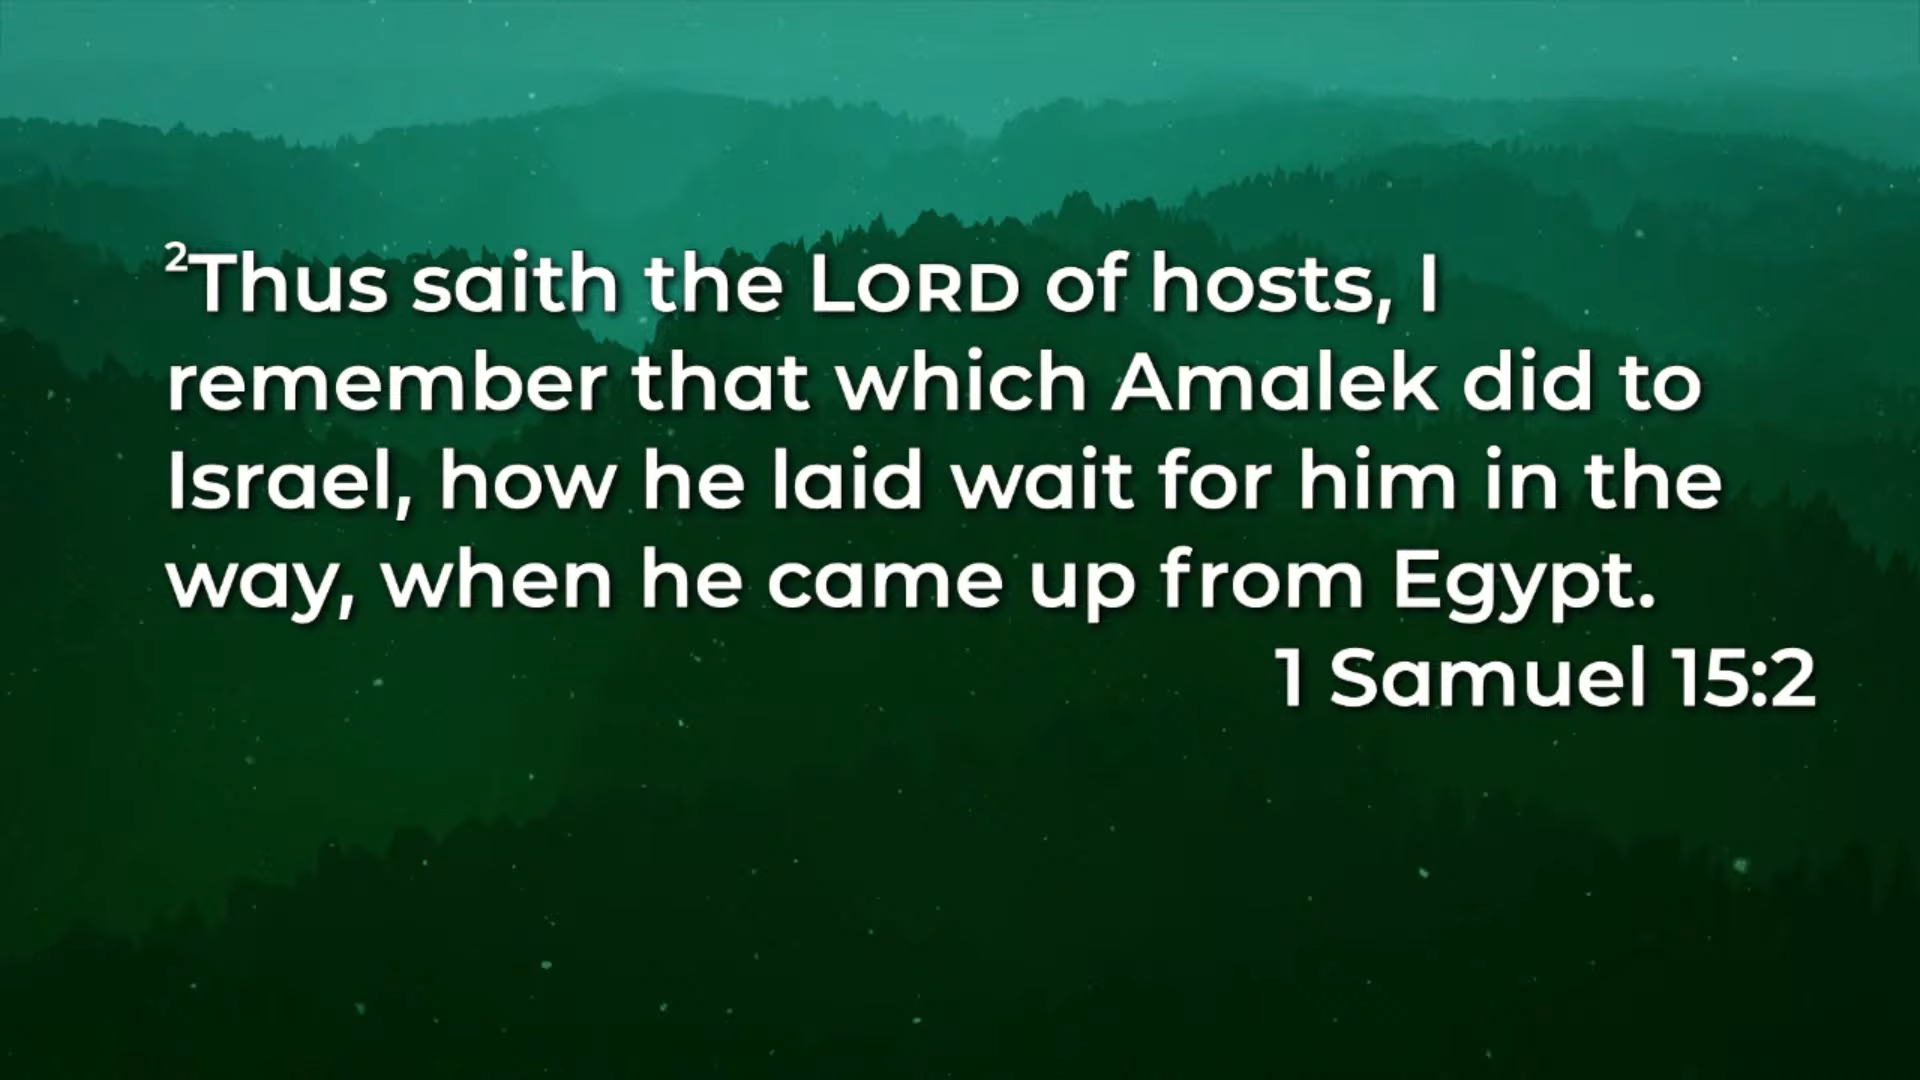 ²Thus saith the LORD of hosts, I
remember that which Amalek did to
Israel, how he laid wait for him in the
way, when he came up from Egypt.
1 Samuel 15:2